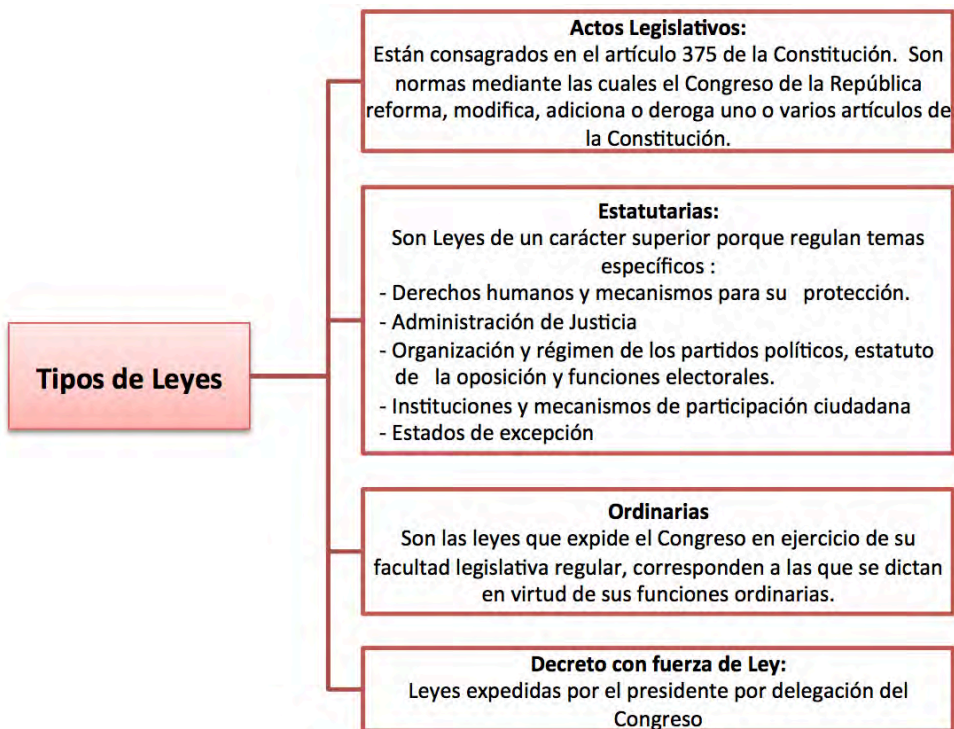 Tipos de Leyes
Actos Legislativos:
Están consagrados en el artículo 375 de la Constitución. Son
normas mediante las cuales el Congreso de la República
reforma, modifica, adiciona o deroga uno o varios artículos de
la Constitución.
Estatutarias:
Son Leyes de un carácter superior porque regulan temas
específicos :
- Derechos humanos y mecanismos para su protección.
- Administración de Justicia
- Organización y régimen de los partidos políticos, estatuto
de la oposición y funciones electorales.
- Instituciones y mecanismos de participación ciudadana
- Estados de excepción
Ordinarias
Son las leyes que expide el Congreso en ejercicio de su
facultad legislativa regular, corresponden a las que se dictan
en virtud de sus funciones ordinarias.
Decreto con fuerza de Ley:
Leyes expedidas por el presidente por delegación del
Congreso